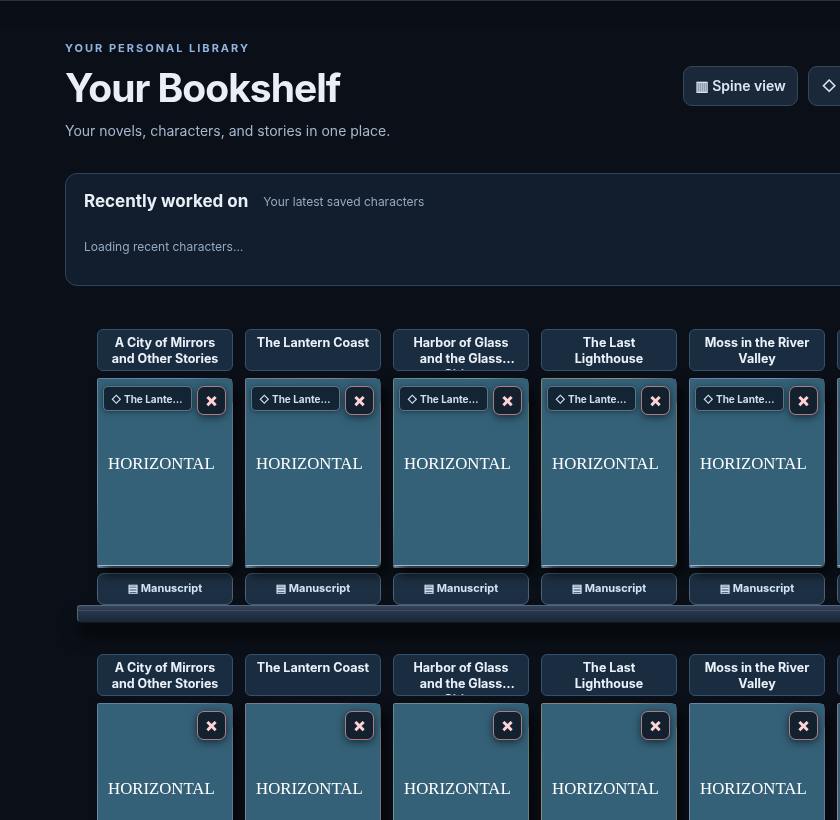 YOUR PERSONAL LIBRARY
Your Bookshelf
▥ Spine view ◇
Your novels, characters, and stories in one place.
Recently worked on Your latest saved characters
Loading recent characters…
A City of Mirrors
and Other Stories
The Lantern Coast
Harbor of Glass
and the Glass…
The Last
Lighthouse
Moss in the River
Valley
◇ The Lante… ×
◇ The Lante… ×
◇ The Lante… ×
◇ The Lante… ×
◇ The Lante… ×
HORIZONTAL
HORIZONTAL
HORIZONTAL
HORIZONTAL
HORIZONTAL
▤ Manuscript
▤ Manuscript
▤ Manuscript
▤ Manuscript
▤ Manuscript
A City of Mirrors
and Other Stories
The Lantern Coast
Harbor of Glass
and the Glass…
The Last
Lighthouse
Moss in the River
Valley
×
×
×
×
×
HORIZONTAL
HORIZONTAL
HORIZONTAL
HORIZONTAL
HORIZONTAL